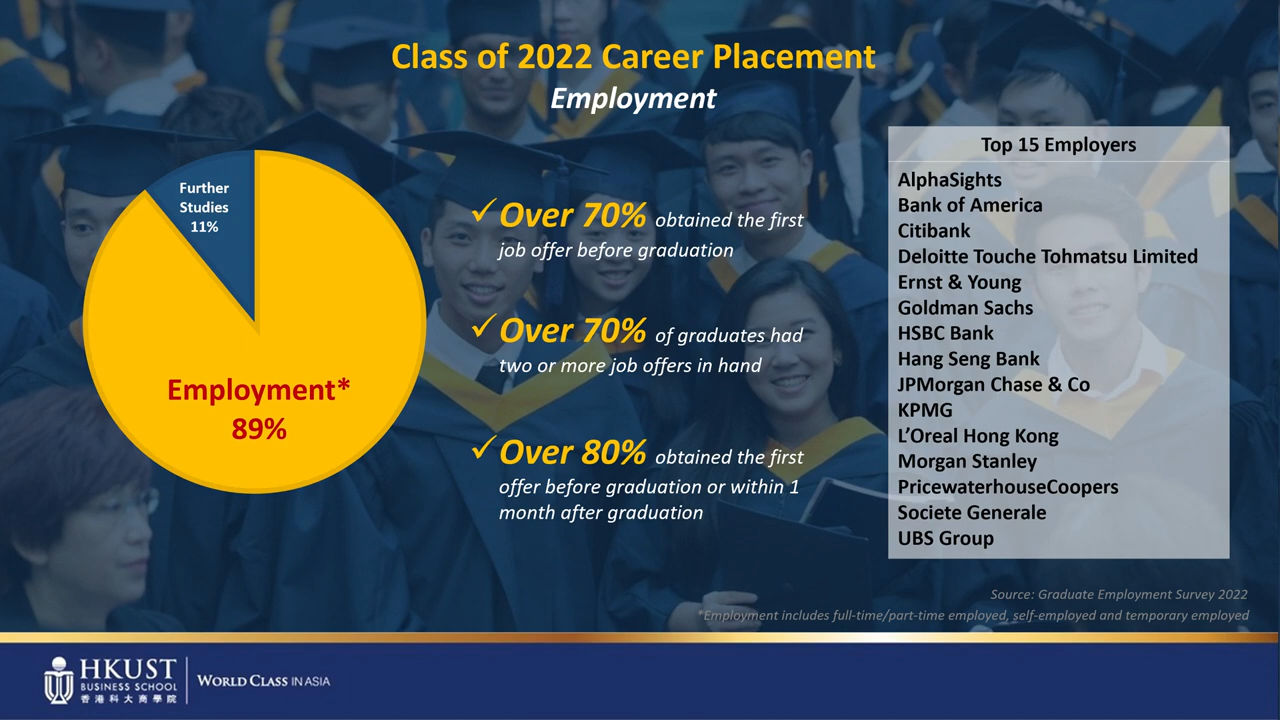 Class of 2022 Career Placement
Employment
Further
Studies
11%
Employment*
89%
✓Over 70% obtained the first
job offer before graduation
✓Over 70% of graduates had
two or more job offers in hand
✓Over 80% obtained the first
offer before graduation or within 1
month after graduation
Top 15 Employers
AlphaSights
Bank of America
Citibank
Deloitte Touche Tohmatsu Limited
Ernst & Young
Goldman Sachs
HSBC Bank
Hang Seng Bank
JPMorgan Chase & Co
KPMG
L’Oreal Hong Kong
Morgan Stanley
PricewaterhouseCoopers
Societe Generale
UBS Group
Source: Graduate Employment Survey 2022
*Employment includes full-time/part-time employed, self-employed and temporary employed
HKUST
BUSINESS SCHOOL
香港科大商學院
WORLD CLASS IN ASIA